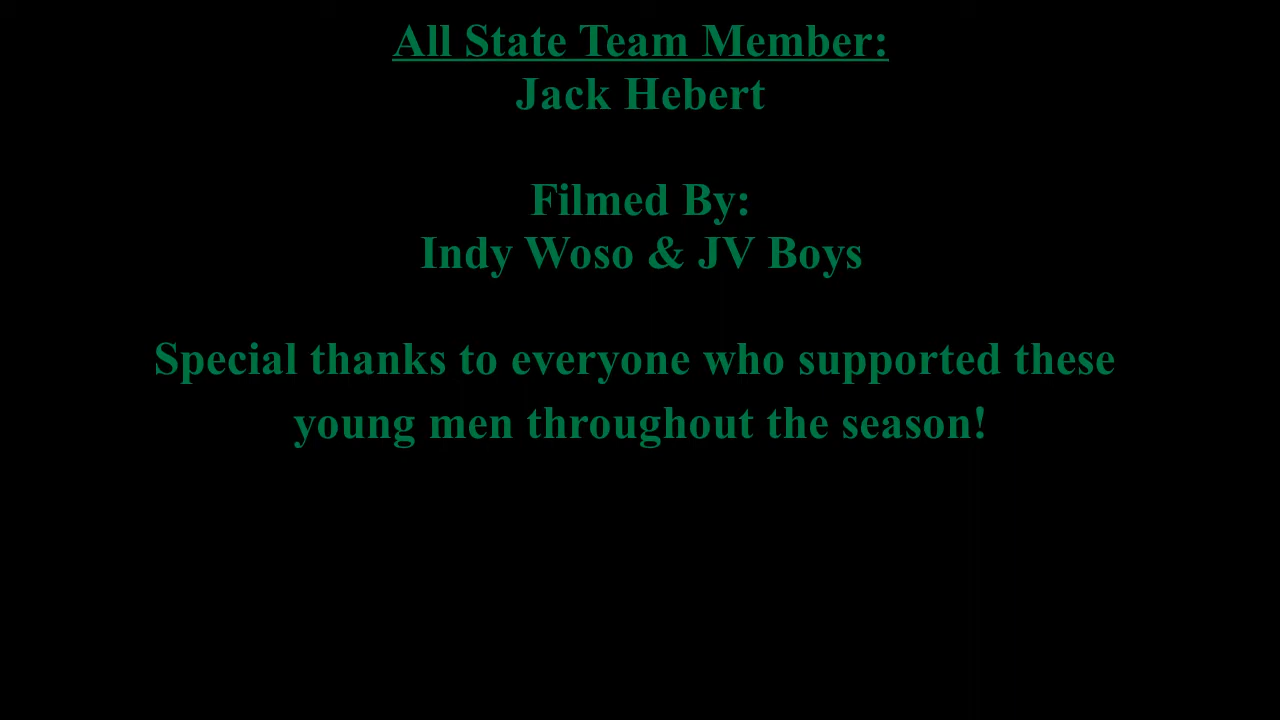 All State Team Member:
Jack Hebert
Filmed By:
Indy Woso & JV Boys
Special thanks to everyone who supported these
young men throughout the season!